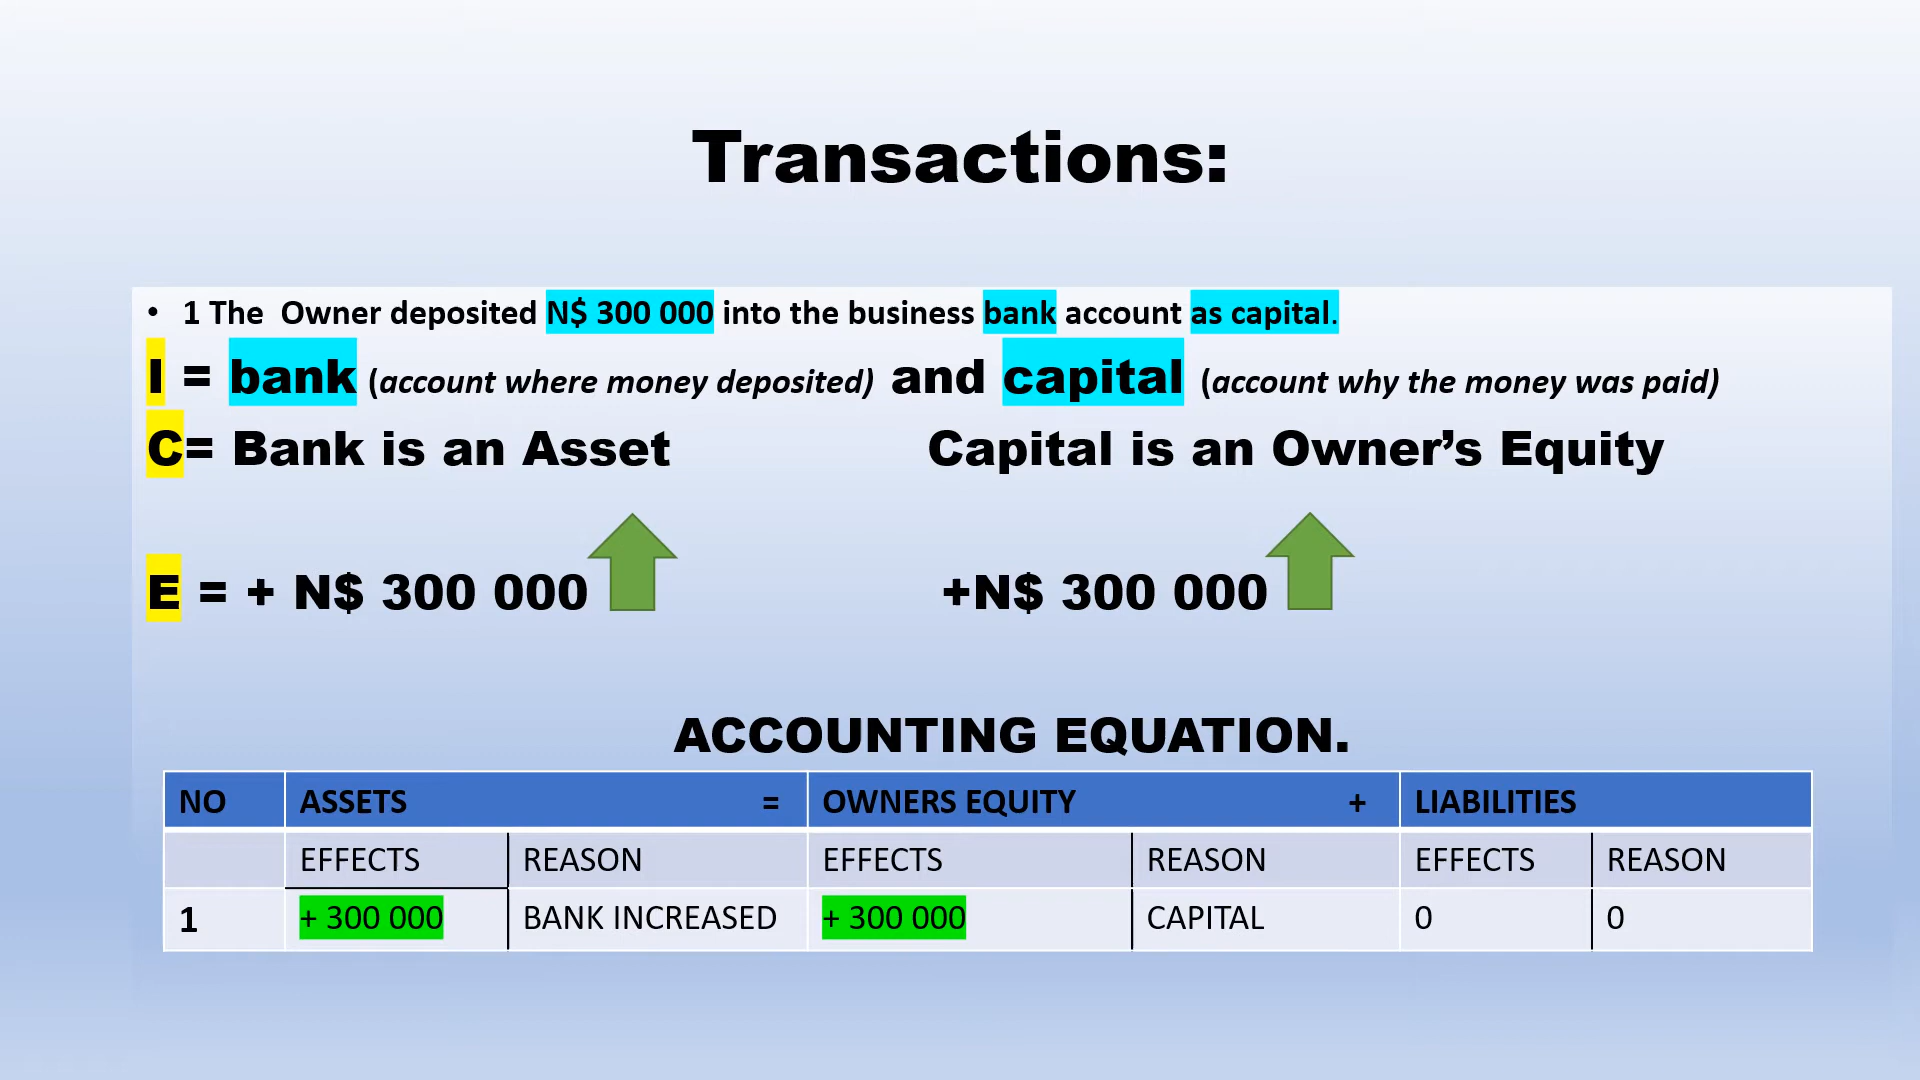 Transactions:
• 1 The Owner deposited N$ 300 000 into the business bank account as capital.
I = bank (account where money deposited) and capital (account why the money was paid)
C= Bank is an Asset Capital is an Owner’s Equity
E = + N$ 300 000 +N$ 300 000
ACCOUNTING EQUATION.
NO ASSETS = OWNERS EQUITY + LIABILITIES
EFFECTS REASON EFFECTS REASON EFFECTS REASON
1 + 300 000 BANK INCREASED + 300 000 CAPITAL 0 0